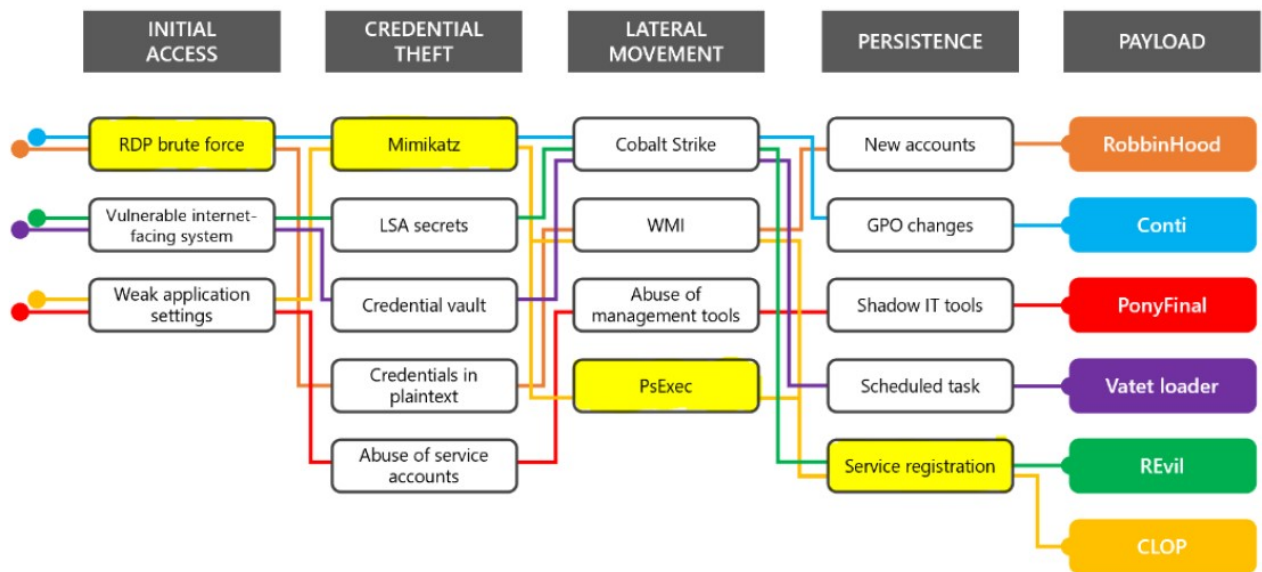 INITIAL
ACCESS
CREDENTIAL
THEFT
LATERAL
MOVEMENT
PERSISTENCE
PAYLOAD
RDP brute force
Mimikatz
Cobalt Strike
New accounts
RobbinHood
Vulnerable internet-
facing system
LSA secrets
WMI
GPO changes
Conti
Weak application
settings
Credential vault
Abuse of
management tools
Shadow IT tools
PonyFinal
Credentials in
plaintext
PsExec
Scheduled task
Vatet loader
Abuse of service
accounts
Service registration
REvil
CLOP